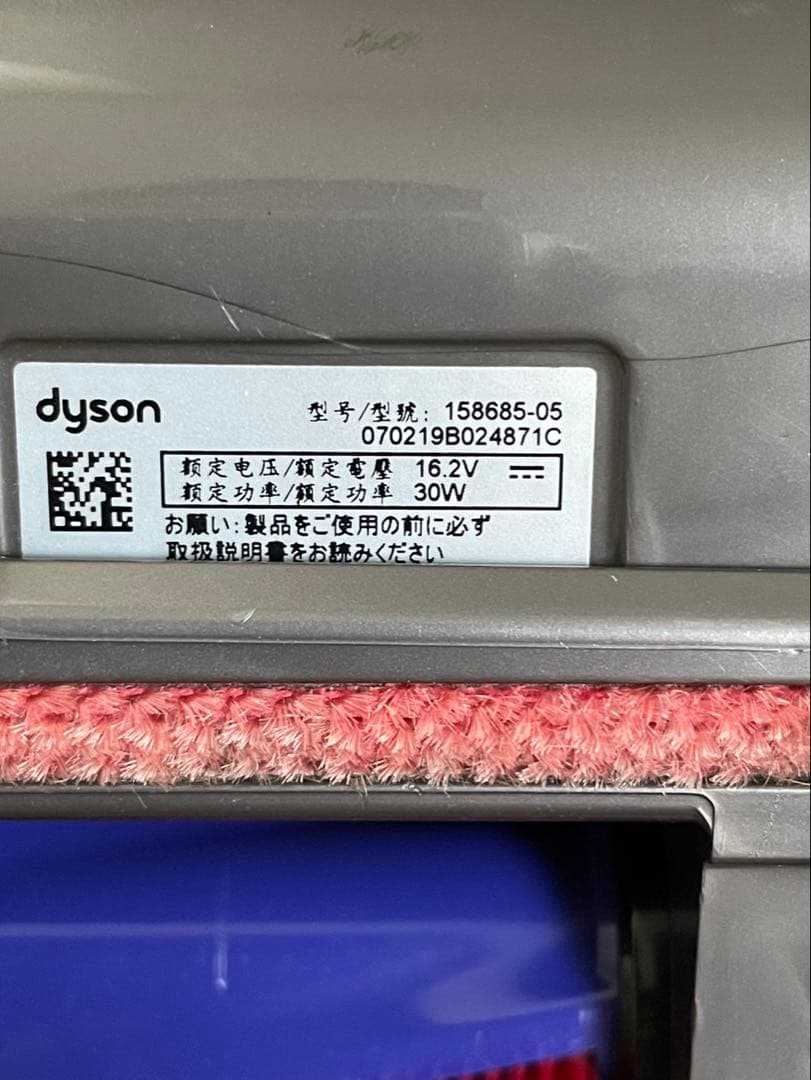 dyson
型号/型號: 158685-05
070219B024871C
额定电压/額定電壓 16.2V
额定功率/額定功率 30W
お願い:製品をご使用の前に必ず
取扱説明書をお読みください